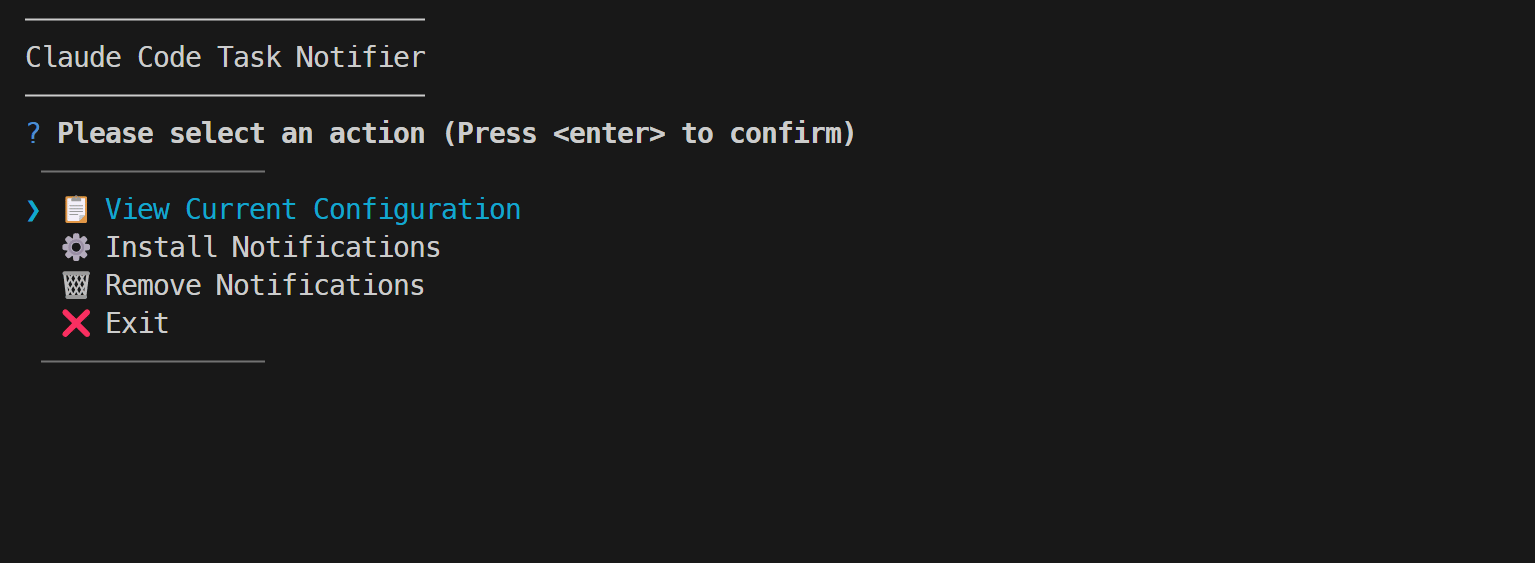 Claude Code Task Notifier
? Please select an action (Press <enter> to confirm)
❯ 📋 View Current Configuration
⚙️ Install Notifications
🗑️ Remove Notifications
❌ Exit